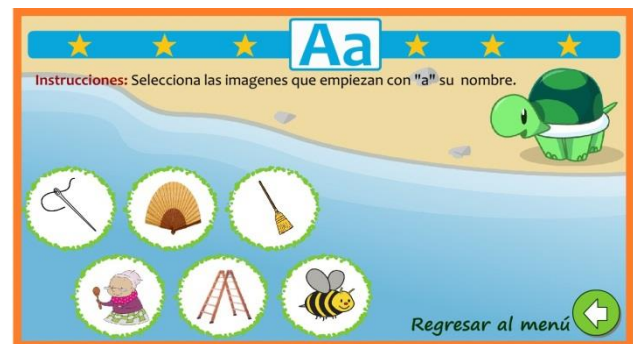 Aa
Instrucciones: Selecciona las imagenes que empiezan con "a" su nombre.
Regresar al menú